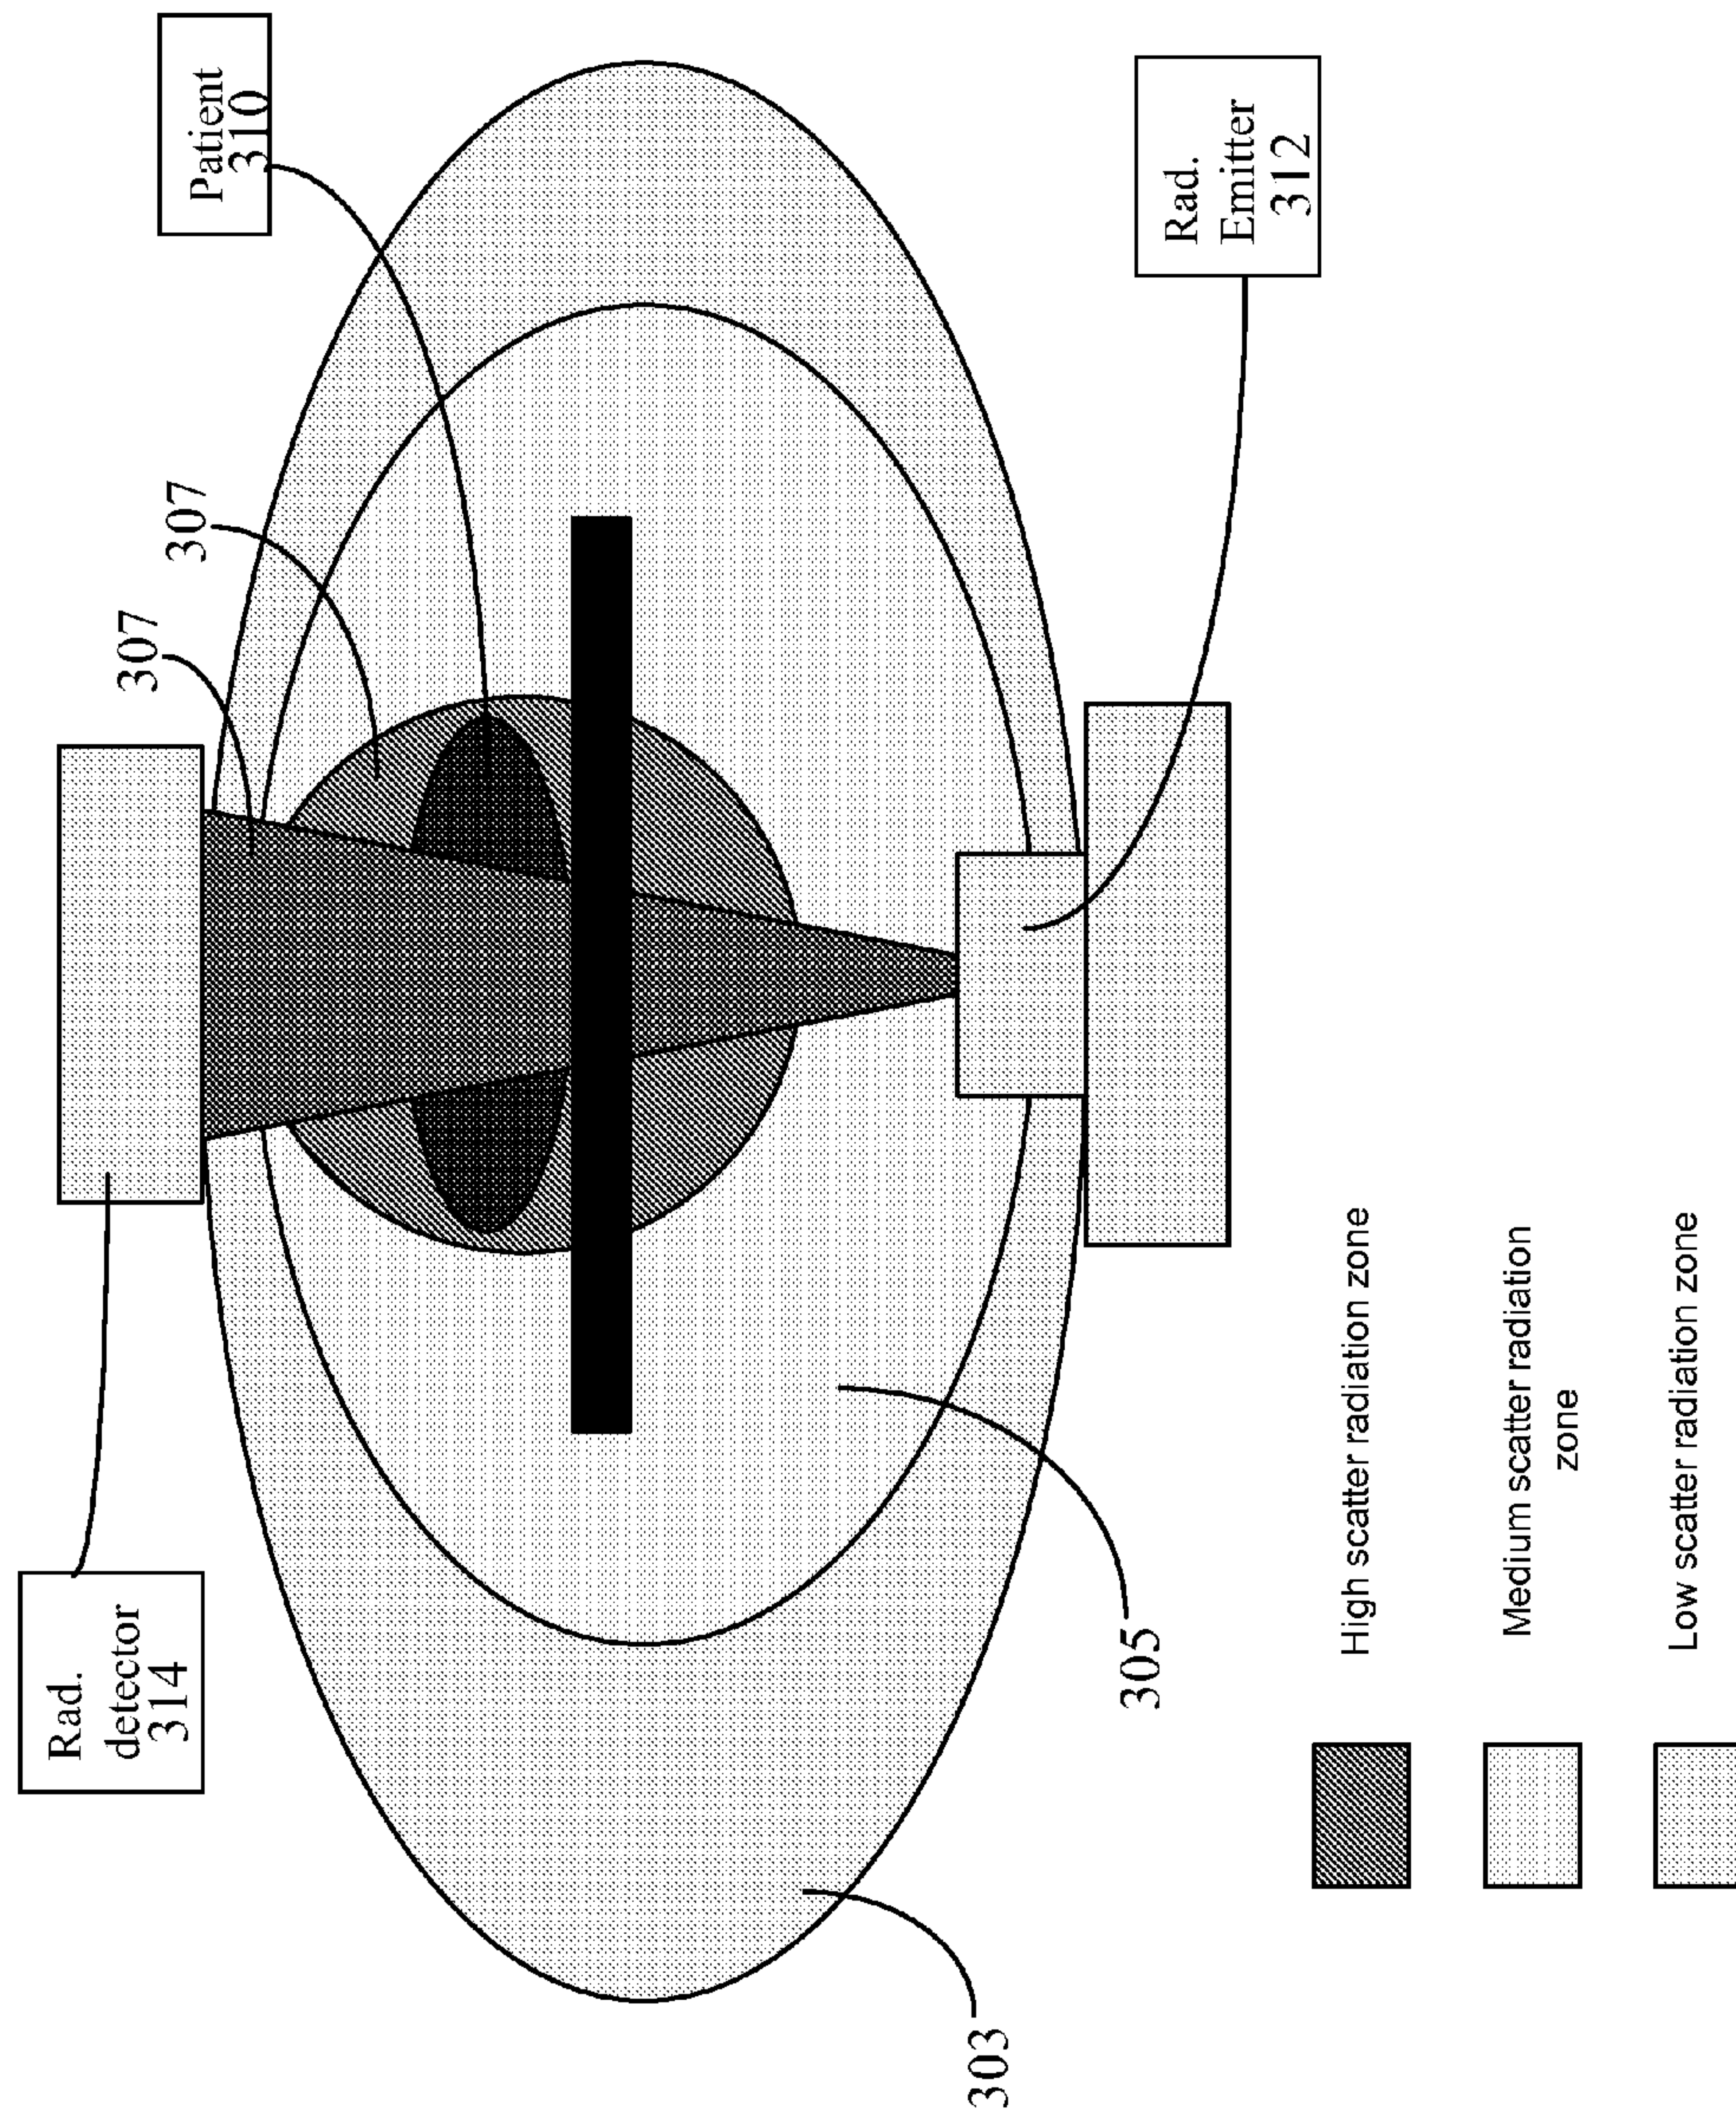 Rad.
detector
314
307
307
Patient
310
303
305
Rad.
Emitter
312
High scatter radiation zone
Medium scatter radiation
zone
Low scatter radiation zone